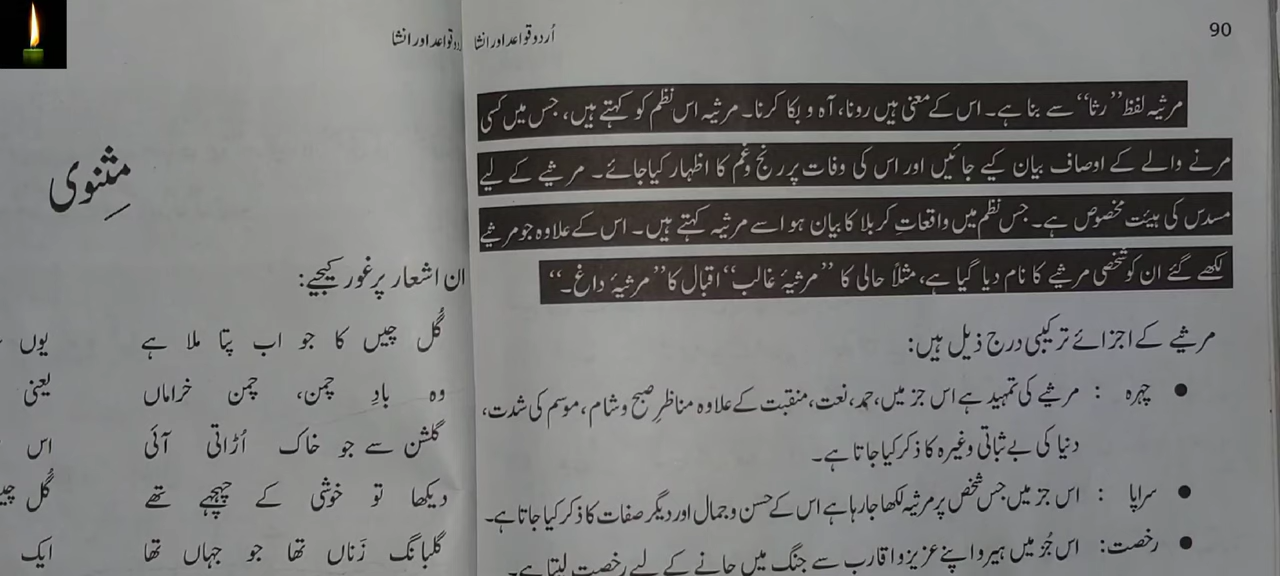 90
اُردو قواعد اور انشا
مرثیہ لفظ ’’رثا‘‘ سے بنا ہے۔ اس کے معنی ہیں رونا، آہ و بکا کرنا۔ مرثیہ اس نظم کو کہتے ہیں، جس میں کسی
مرنے والے کے اوصاف بیان کیے جائیں اور اس کی وفات پر رنج و غم کا اظہار کیا جائے۔ مرثیے کے لیے
مسدس کی ہیئت مخصوص ہے۔ جس نظم میں واقعاتِ کربلا کا بیان ہو اسے مرثیہ کہتے ہیں۔ اس کے علاوہ جو مرثیے
لکھے گئے ان کو شخصی مرثیے کا نام دیا گیا ہے، مثلاً حالی کا ’’مرثیۂ غالب‘‘ اقبال کا ’’مرثیۂ داغ۔‘‘
مرثیے کے اجزائے ترکیبی درج ذیل ہیں:
● چہرہ : مرثیے کی تمہید ہے اس جز میں، حمد، نعت، منقبت کے علاوہ مناظرِ صبح و شام، موسم کی شدت،
دنیا کی بے ثباتی وغیرہ کا ذکر کیا جاتا ہے۔
● سراپا : اس جز میں جس شخص پر مرثیہ لکھا جا رہا ہے اس کے حسن و جمال اور دیگر صفات کا ذکر کیا جاتا ہے۔
● رخصت: اس جُز میں ہیرو اپنے عزیز و اقارب سے جنگ میں جانے کے لیے رخصت لیتا ہے۔
قواعد اور انشا
مثنوی
ان اشعار پر غور کیجیے:
گُل چیں کا جو اب پتا ملا ہے یوں
وہ بادِ چمن، چمن خراماں یعنی
گلشن سے جو خاک اُڑاتی آئی اس
دیکھا تو خوشی کے چہچہے تھے گُل
گلبانگ زَناں تھا جو جہاں تھا ایک